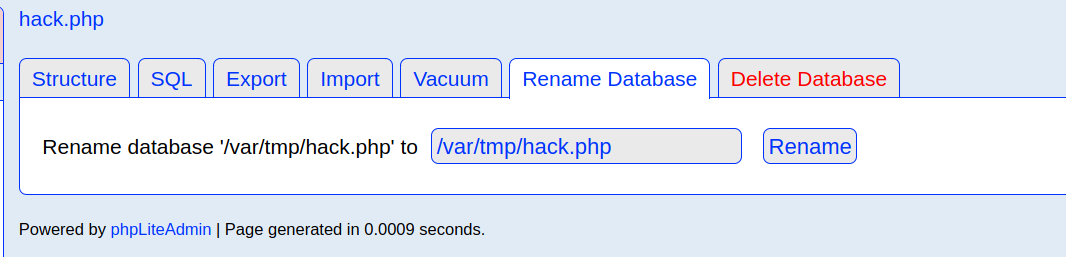 hack.php
Structure SQL Export Import Vacuum Rename Database Delete Database
Rename database '/var/tmp/hack.php' to /var/tmp/hack.php Rename
Powered by phpLiteAdmin | Page generated in 0.0009 seconds.